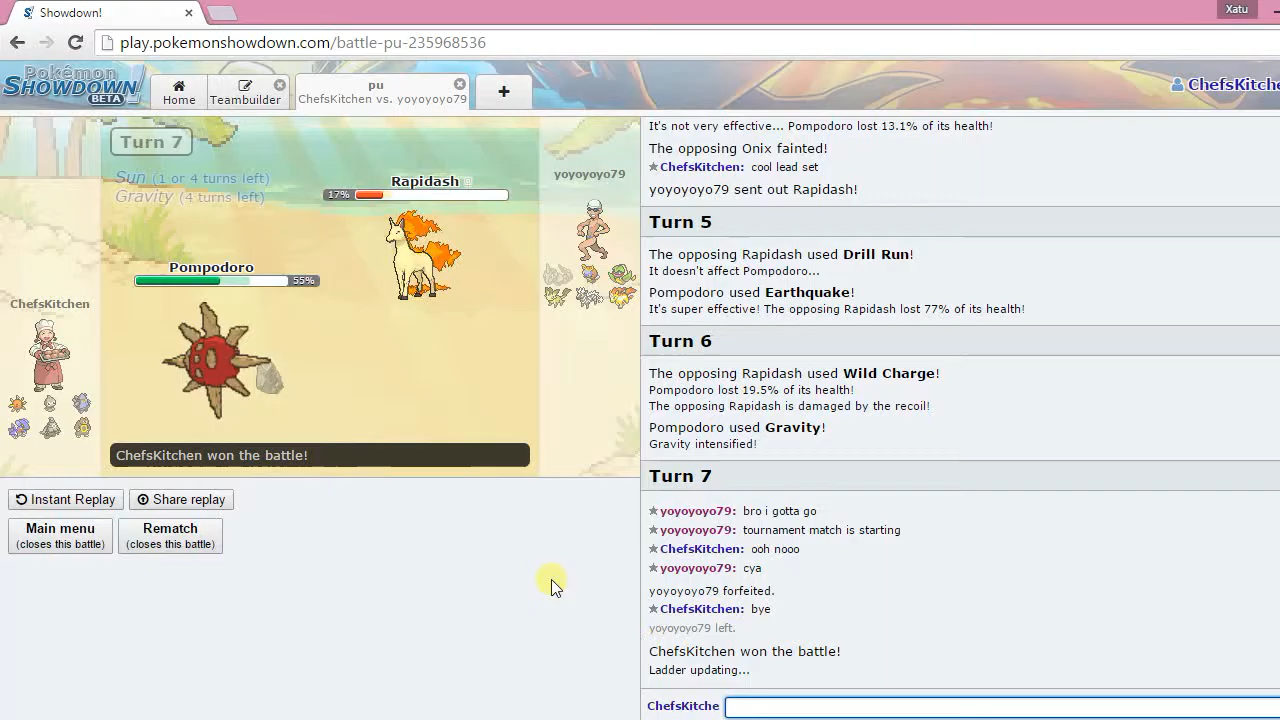 Showdown!
Xatu
play.pokemonshowdown.com/battle-pu-235968536
Pokémon
SHOWDOWN!
BETA
Home
Teambuilder
pu
ChefsKitchen vs. yoyoyoyo79
ChefsKitche
Turn 7
Sun (1 or 4 turns left)
Gravity (4 turns left)
Rapidash
17%
yoyoyoyo79
Pompodoro
55%
ChefsKitchen
ChefsKitchen won the battle!
Instant Replay
Share replay
Main menu
(closes this battle)
Rematch
(closes this battle)
It's not very effective... Pompodoro lost 13.1% of its health!
The opposing Onix fainted!
ChefsKitchen: cool lead set
yoyoyoyo79 sent out Rapidash!
Turn 5
The opposing Rapidash used Drill Run!
It doesn't affect Pompodoro...
Pompodoro used Earthquake!
It's super effective! The opposing Rapidash lost 77% of its health!
Turn 6
The opposing Rapidash used Wild Charge!
Pompodoro lost 19.5% of its health!
The opposing Rapidash is damaged by the recoil!
Pompodoro used Gravity!
Gravity intensified!
Turn 7
yoyoyoyo79: bro i gotta go
yoyoyoyo79: tournament match is starting
ChefsKitchen: ooh nooo
yoyoyoyo79: cya
yoyoyoyo79 forfeited.
ChefsKitchen: bye
yoyoyoyo79 left.
ChefsKitchen won the battle!
Ladder updating...
ChefsKitche